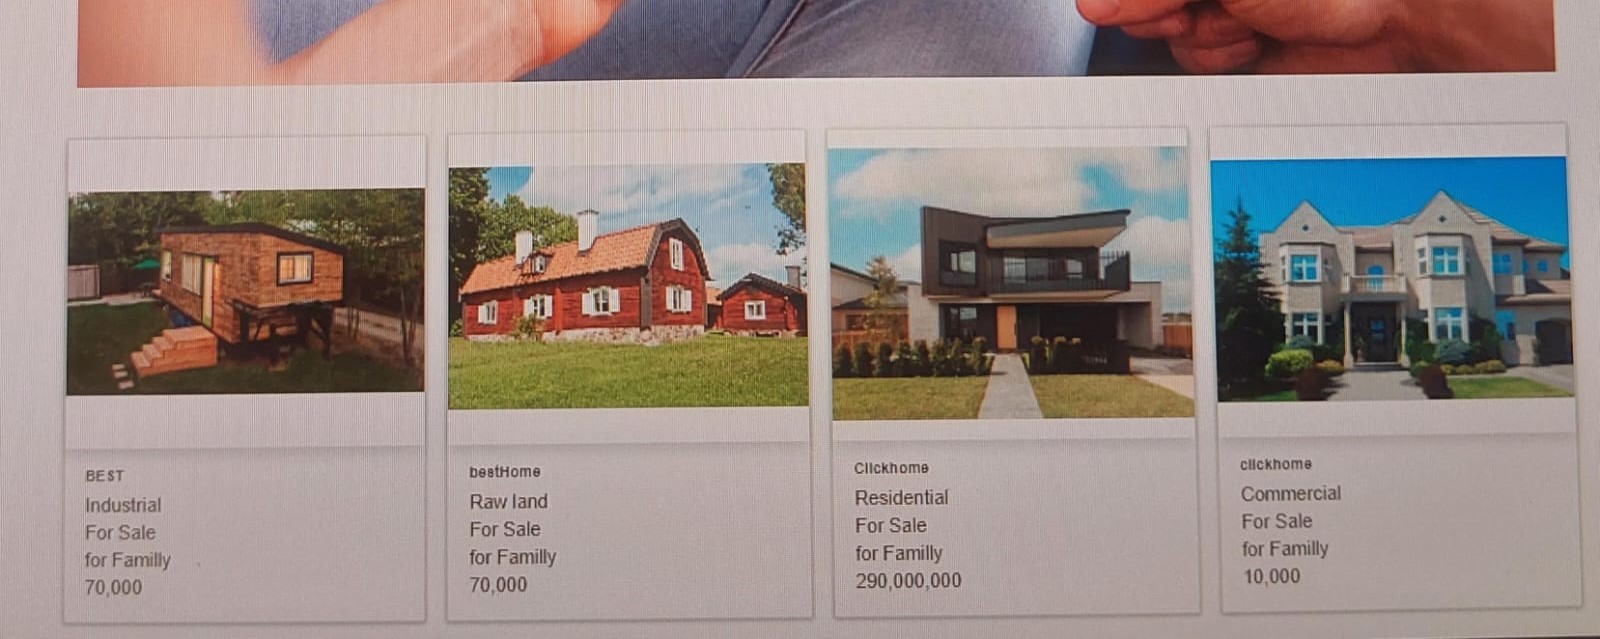 BEST
Industrial
For Sale
for Familly
70,000
bestHome
Raw land
For Sale
for Familly
70,000
Clickhome
Residential
For Sale
for Familly
290,000,000
clickhome
Commercial
For Sale
for Familly
10,000